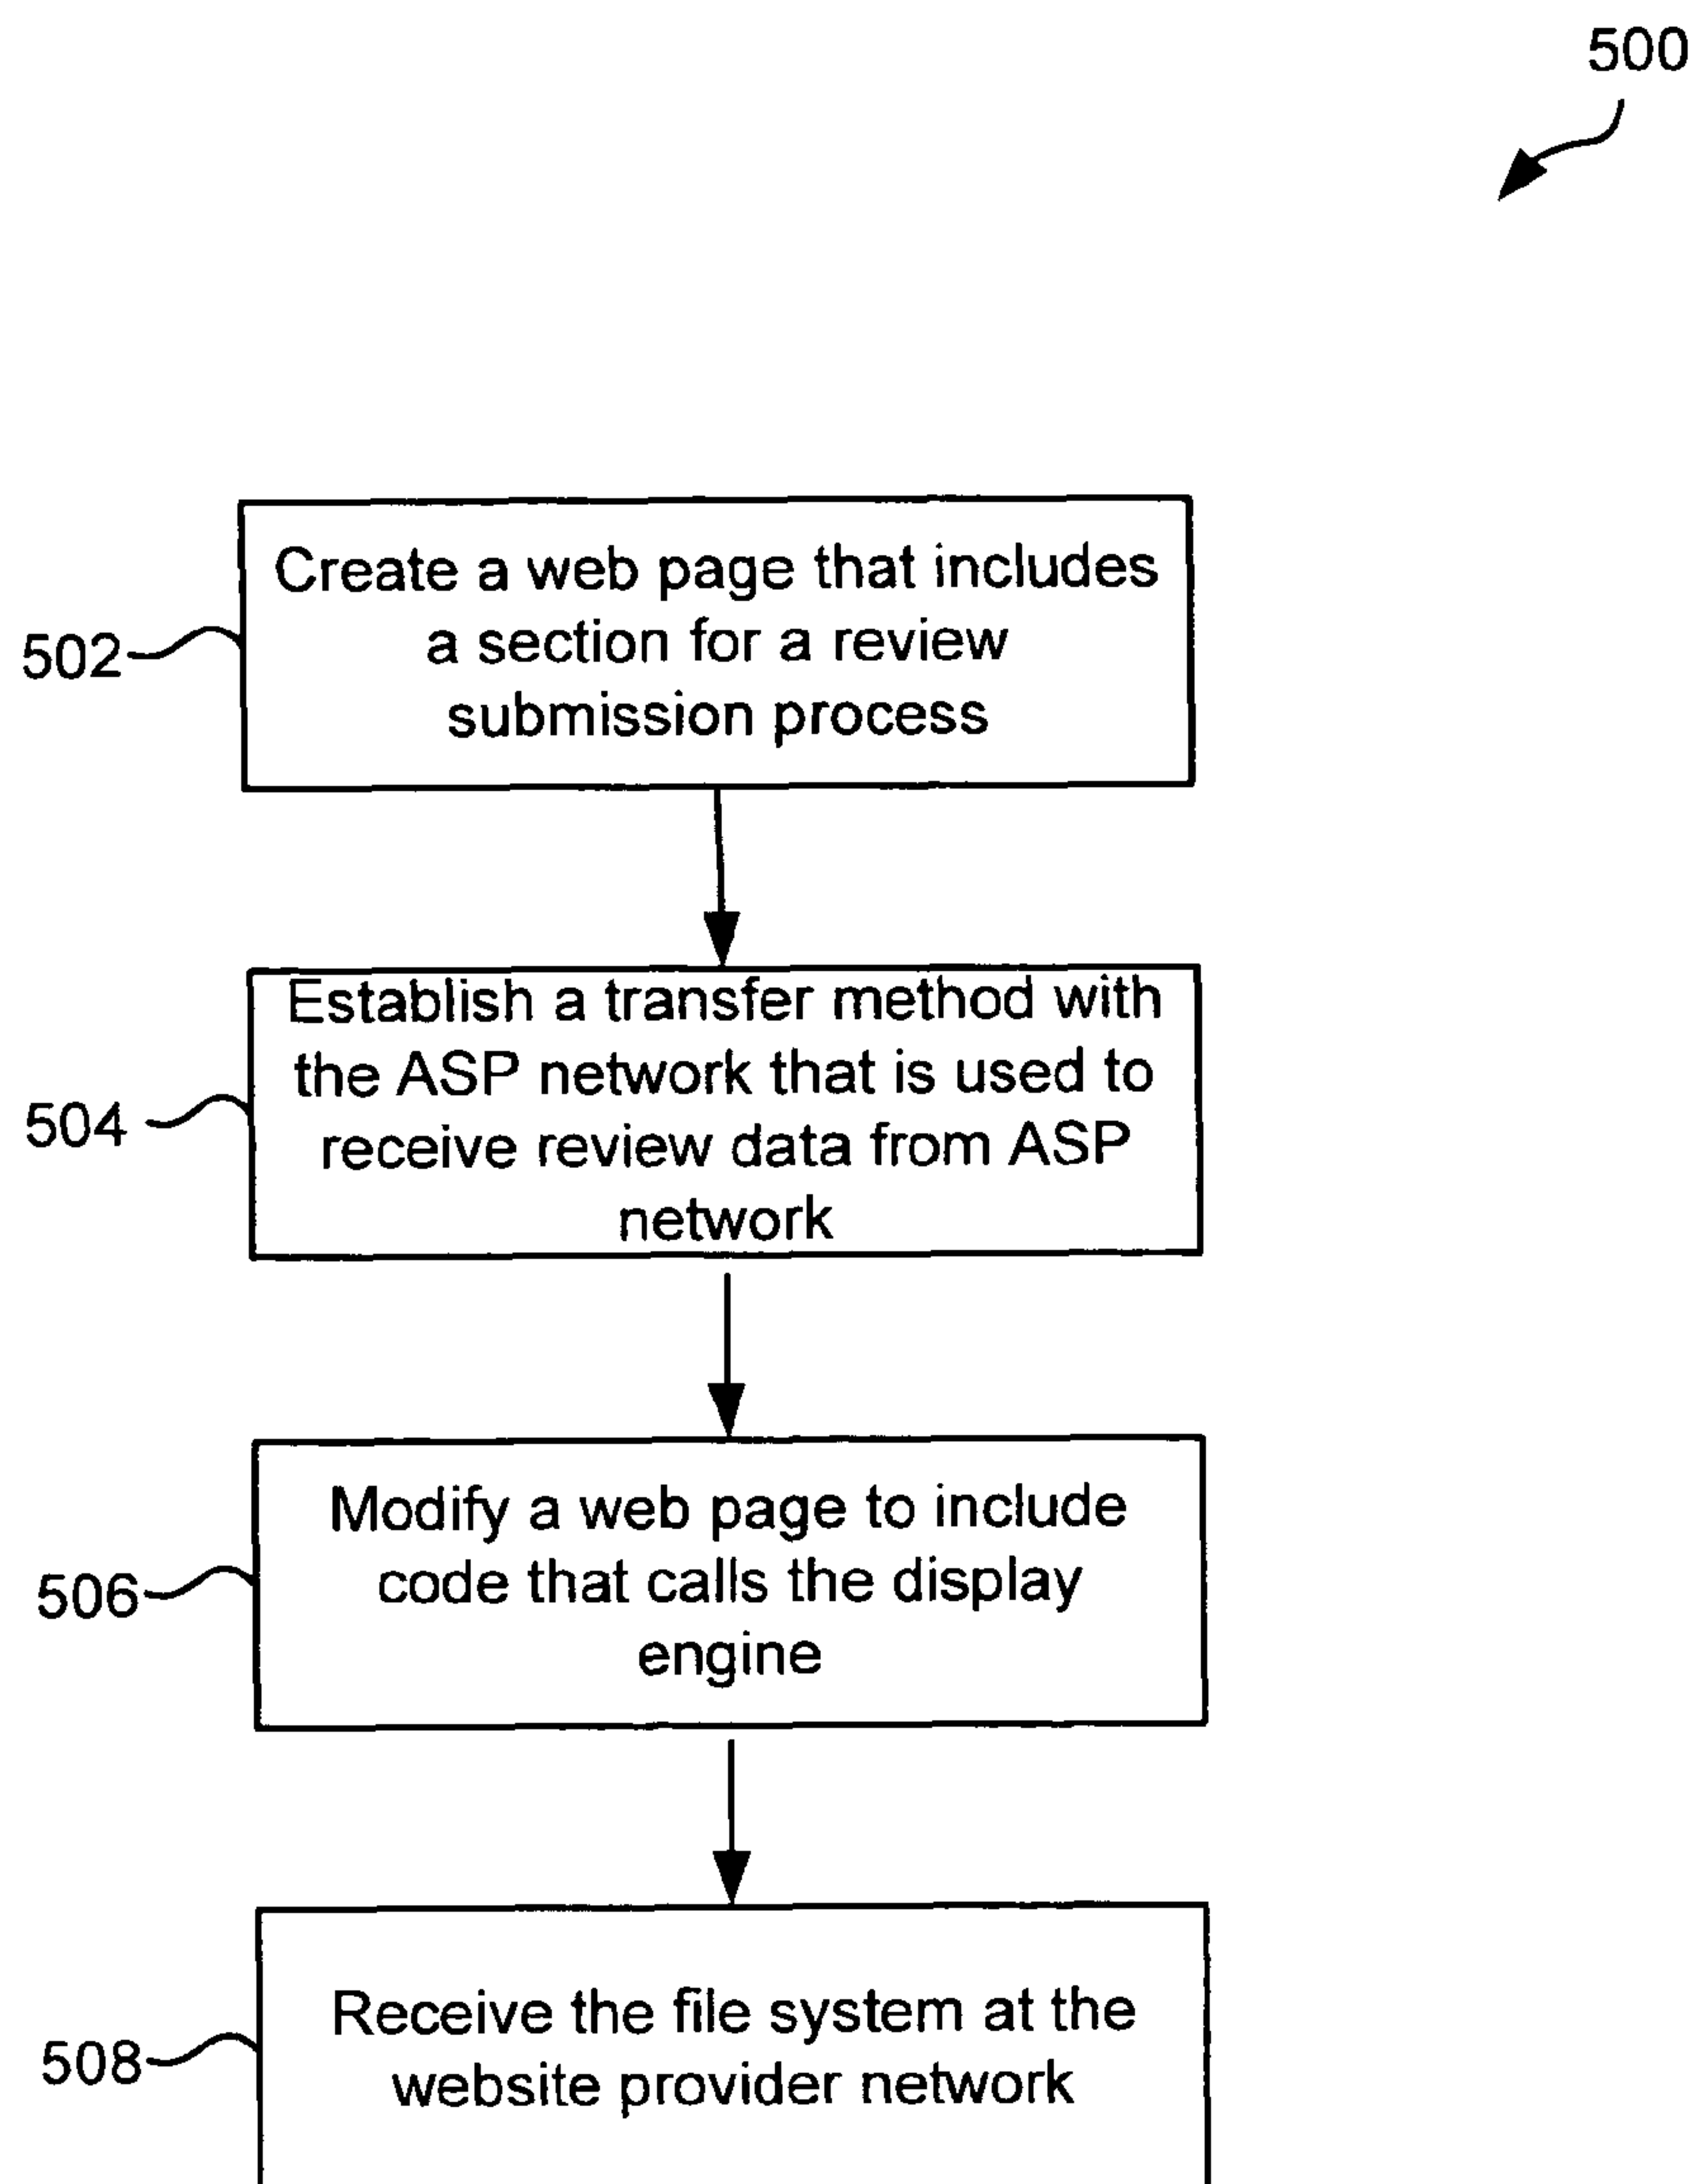 500
502
Create a web page that includes
a section for a review
submission process
504
Establish a transfer method with
the ASP network that is used to
receive review data from ASP
network
506
Modify a web page to include
code that calls the display
engine
508
Receive the file system at the
website provider network